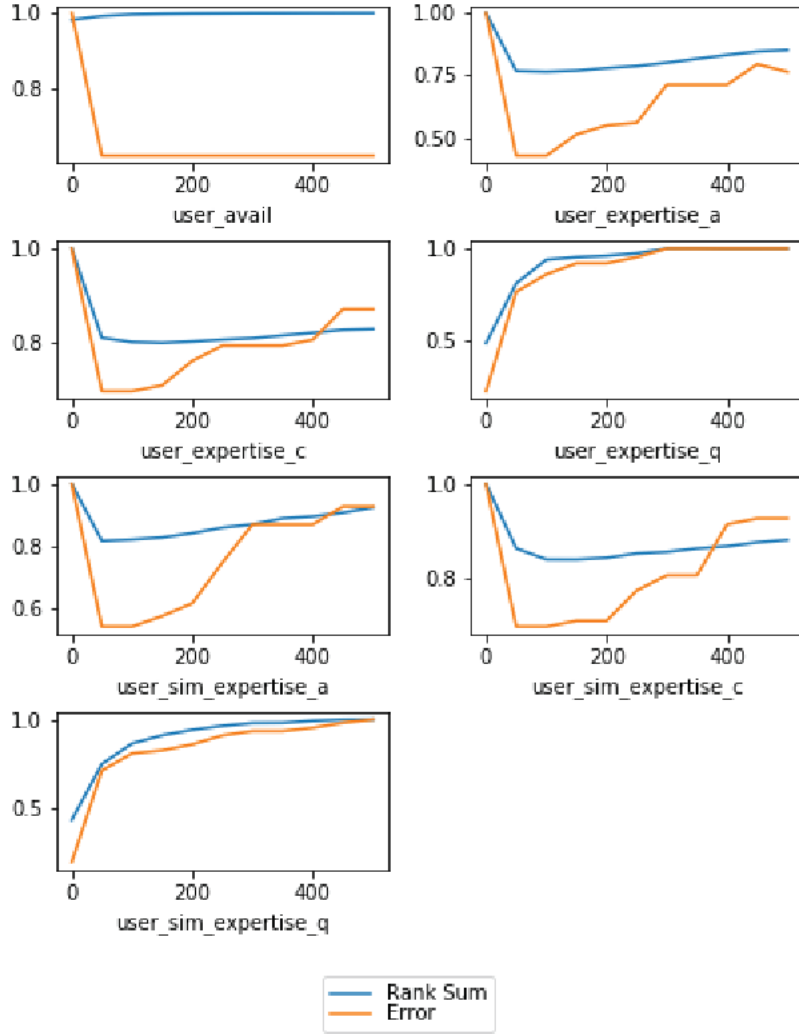 1.0
0.8
0 200 400
user_avail
1.00
0.75
0.50
0 200 400
user_expertise_a
1.0
0.8
0 200 400
user_expertise_c
1.0
0.5
0 200 400
user_expertise_q
1.0
0.8
0.6
0 200 400
user_sim_expertise_a
1.0
0.8
0 200 400
user_sim_expertise_c
1.0
0.5
0 200 400
user_sim_expertise_q
Rank Sum
Error